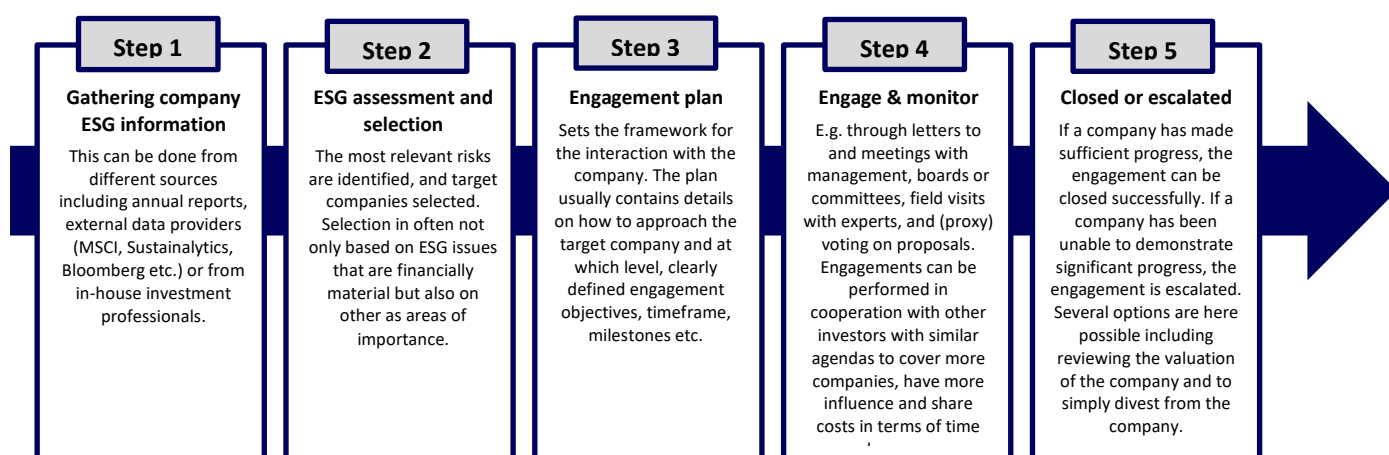 Step 1
Gathering company
ESG information
This can be done from
different sources
including annual reports,
external data providers
(MSCI, Sustainalytics,
Bloomberg etc.) or from
in-house investment
professionals.
Step 2
ESG assessment and
selection
The most relevant risks
are identified, and target
companies selected.
Selection in often not
only based on ESG issues
that are financially
material but also on
other as areas of
importance.
Step 3
Engagement plan
Sets the framework for
the interaction with the
company. The plan
usually contains details
on how to approach the
target company and at
which level, clearly
defined engagement
objectives, timeframe,
milestones etc.
Step 4
Engage & monitor
E.g. through letters to
and meetings with
management, boards or
committees, field visits
with experts, and (proxy)
voting on proposals.
Engagements can be
performed in
cooperation with other
investors with similar
agendas to cover more
companies, have more
influence and share
costs in terms of time
Step 5
Closed or escalated
If a company has made
sufficient progress, the
engagement can be
closed successfully. If a
company has been
unable to demonstrate
significant progress, the
engagement is escalated.
Several options are here
possible including
reviewing the valuation
of the company and to
simply divest from the
company.